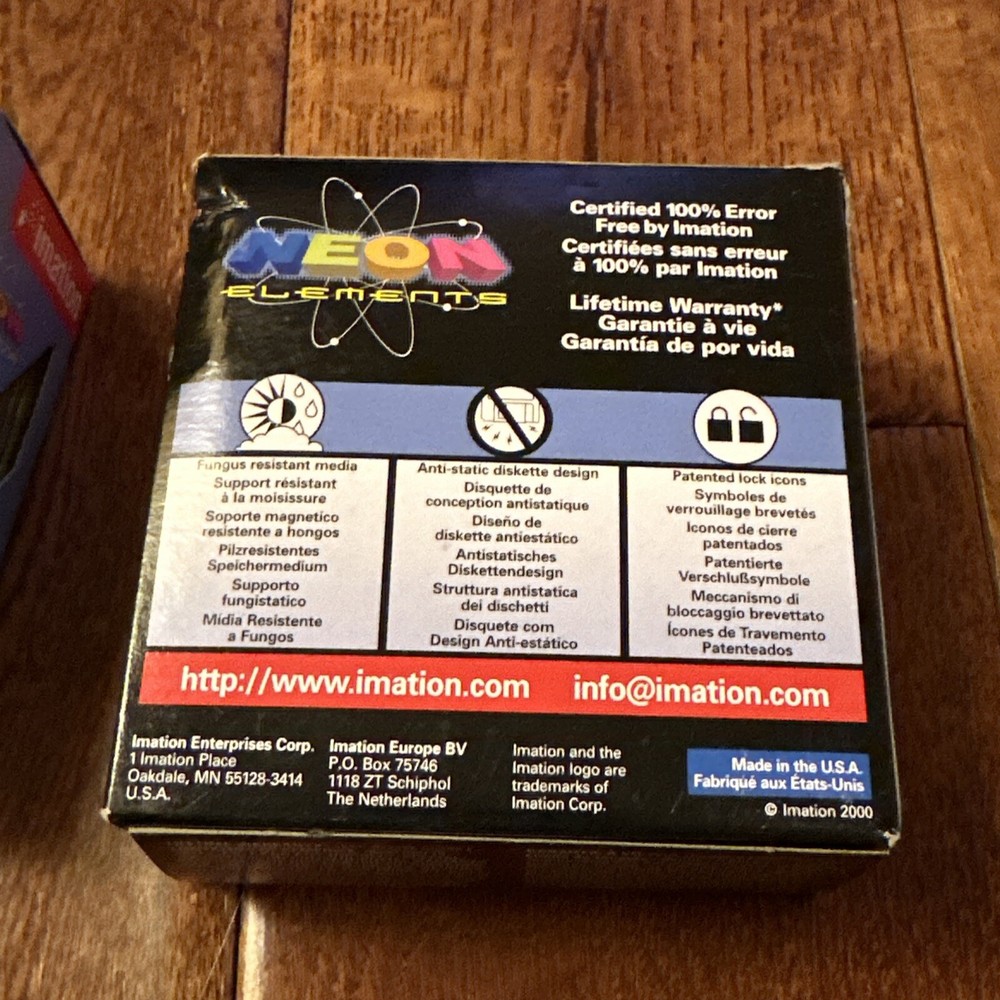 NEON
ELEMENTS
Certified 100% Error
Free by Imation
Certifiées sans erreur
à 100% par Imation
Lifetime Warranty*
Garantie à vie
Garantía de por vida
Fungus resistant media
Support résistant
à la moisissure
Soporte magnetico
resistente a hongos
Pilzresistentes
Speichermedium
Supporto
fungistatico
Mídia Resistente
a Fungos
Anti-static diskette design
Disquette de
conception antistatique
Diseño de
diskette antiestático
Antistatisches
Diskettendesign
Struttura antistatica
dei dischetti
Disquete com
Design Anti-estático
Patented lock icons
Symboles de
verrouillage brevetés
Iconos de cierre
patentados
Patentierte
Verschlußsymbole
Meccanismo di
bloccaggio brevettato
Ícones de Travemento
Patenteados
http://www.imation.com
info@imation.com
Imation Enterprises Corp.
1 Imation Place
Oakdale, MN 55128-3414
U.S.A.
Imation Europe BV
P.O. Box 75746
1118 ZT Schiphol
The Netherlands
Imation and the
Imation logo are
trademarks of
Imation Corp.
Made in the U.S.A.
Fabriqué aux États-Unis
© Imation 2000
imation